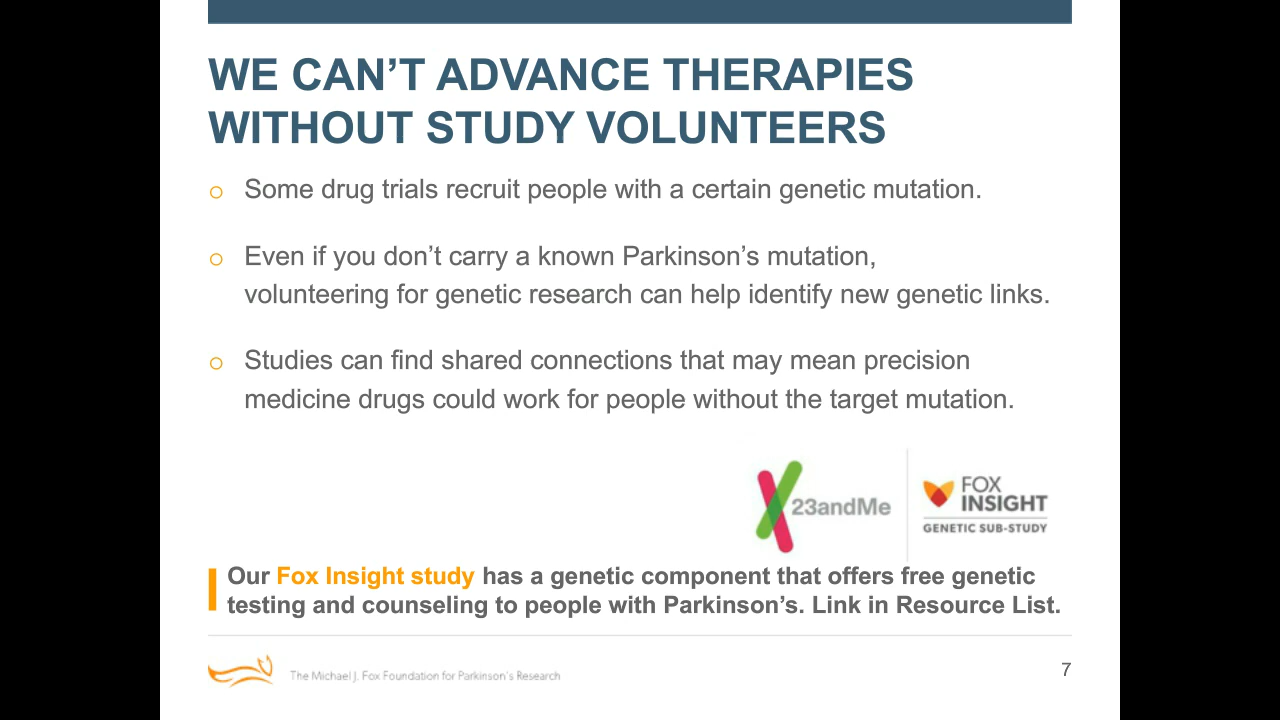 WE CAN’T ADVANCE THERAPIES
WITHOUT STUDY VOLUNTEERS
o Some drug trials recruit people with a certain genetic mutation.
o Even if you don’t carry a known Parkinson’s mutation,
volunteering for genetic research can help identify new genetic links.
o Studies can find shared connections that may mean precision
medicine drugs could work for people without the target mutation.
23andMe
FOX
INSIGHT
GENETIC SUB-STUDY
Our Fox Insight study has a genetic component that offers free genetic
testing and counseling to people with Parkinson’s. Link in Resource List.
The Michael J. Fox Foundation for Parkinson's Research
7